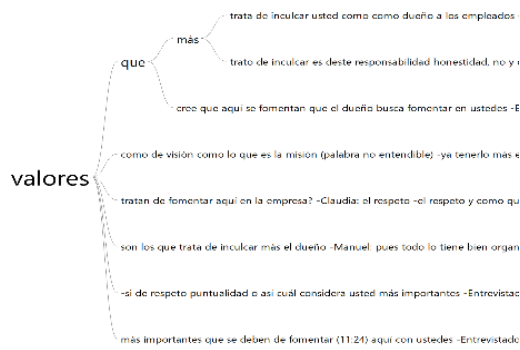 trata de inculcar usted como como dueño a los empleados -
más
que
trato de inculcar es deste responsabilidad honestidad, no y
cree que aquí se fomentan que el dueño busca fomentar en ustedes -E
como de visión como lo que es la misión (palabra no entendible) -ya tenerlo más e
valores
tratan de fomentar aquí en la empresa? -Claudia: el respeto -el respeto y como qu
son los que trata de inculcar más el dueño -Manuel: pues todo lo tiene bien organ
-si de respeto puntualidad o así cuál considera usted más importantes -Entrevistado
más importantes que se deben de fomentar (11:24) aquí con ustedes -Entrevistado